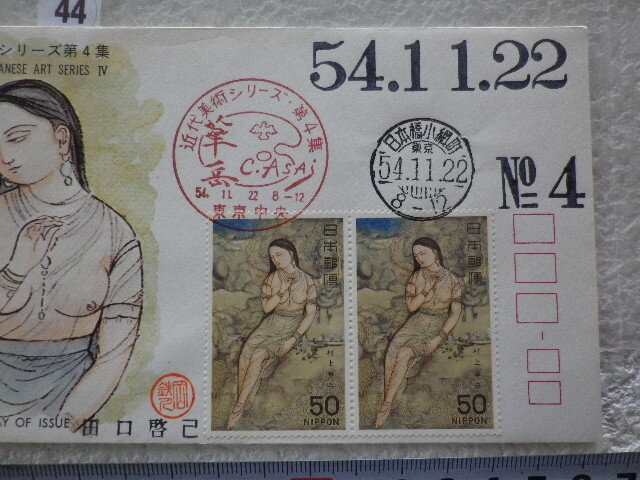 44
シリーズ第4集
ANESE ART SERIES Ⅳ
54.11.22
近代美術シリーズ・第4集
華岳
C.ASAi
54. 11. 22 8-12
東京中央
日本橋小網町
東京
54.11.22
8-12
№4
日本郵便
日本郵便
50
NIPPON
50
NIPPON
AY OF ISSUE
田口啓己